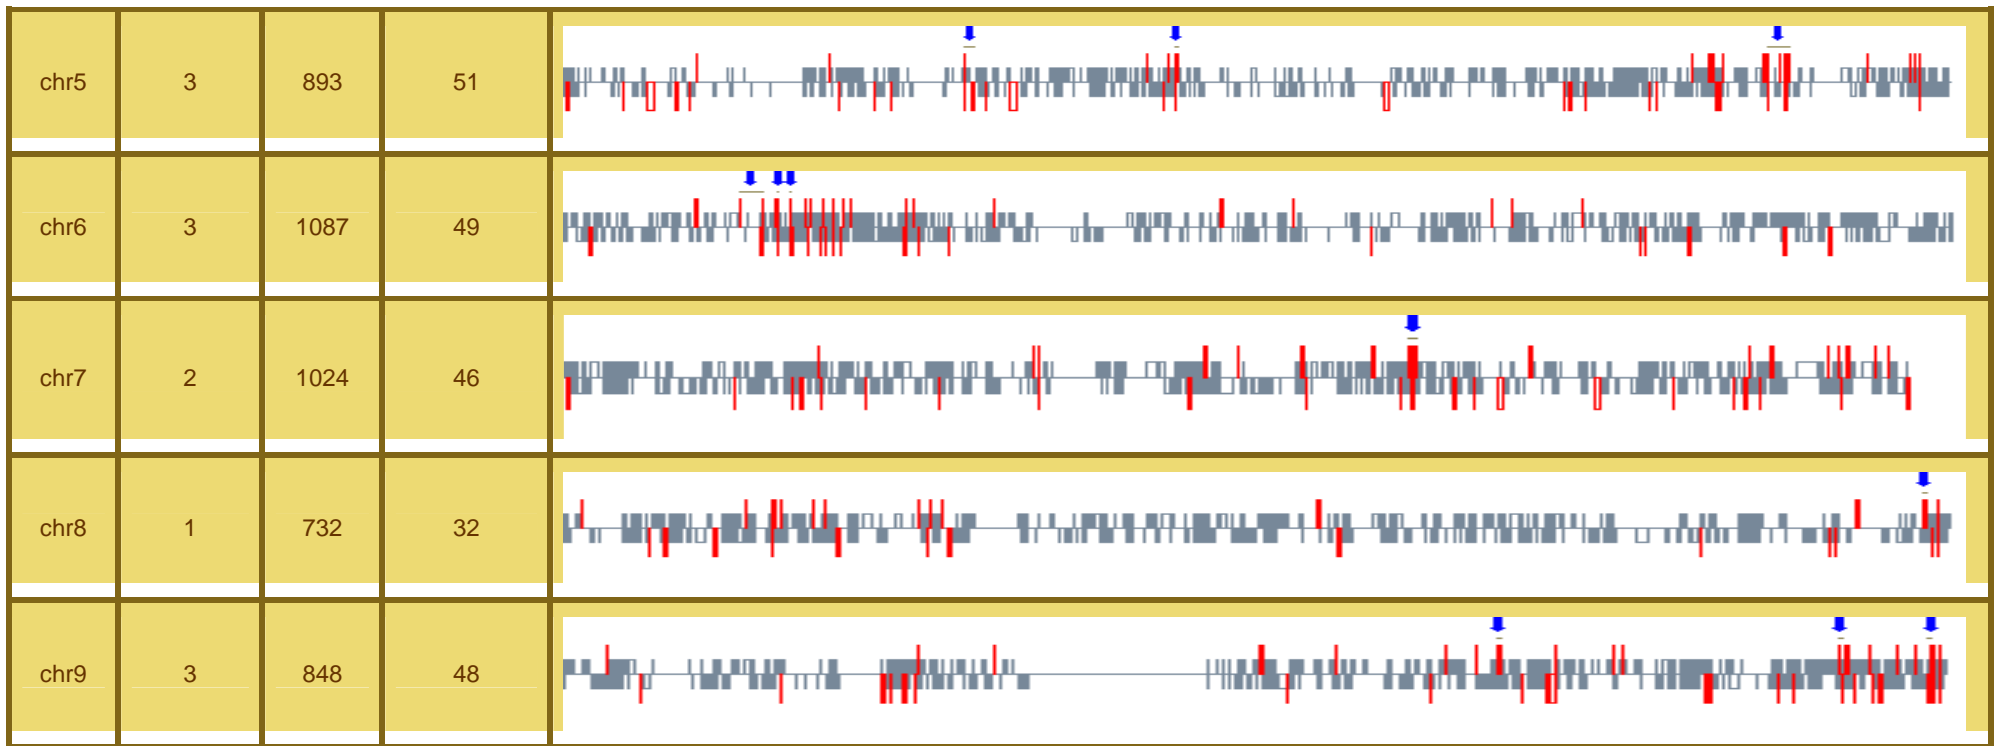 chr5 3 893 51
chr6 3 1087 49
chr7 2 1024 46
chr8 1 732 32
chr9 3 848 48